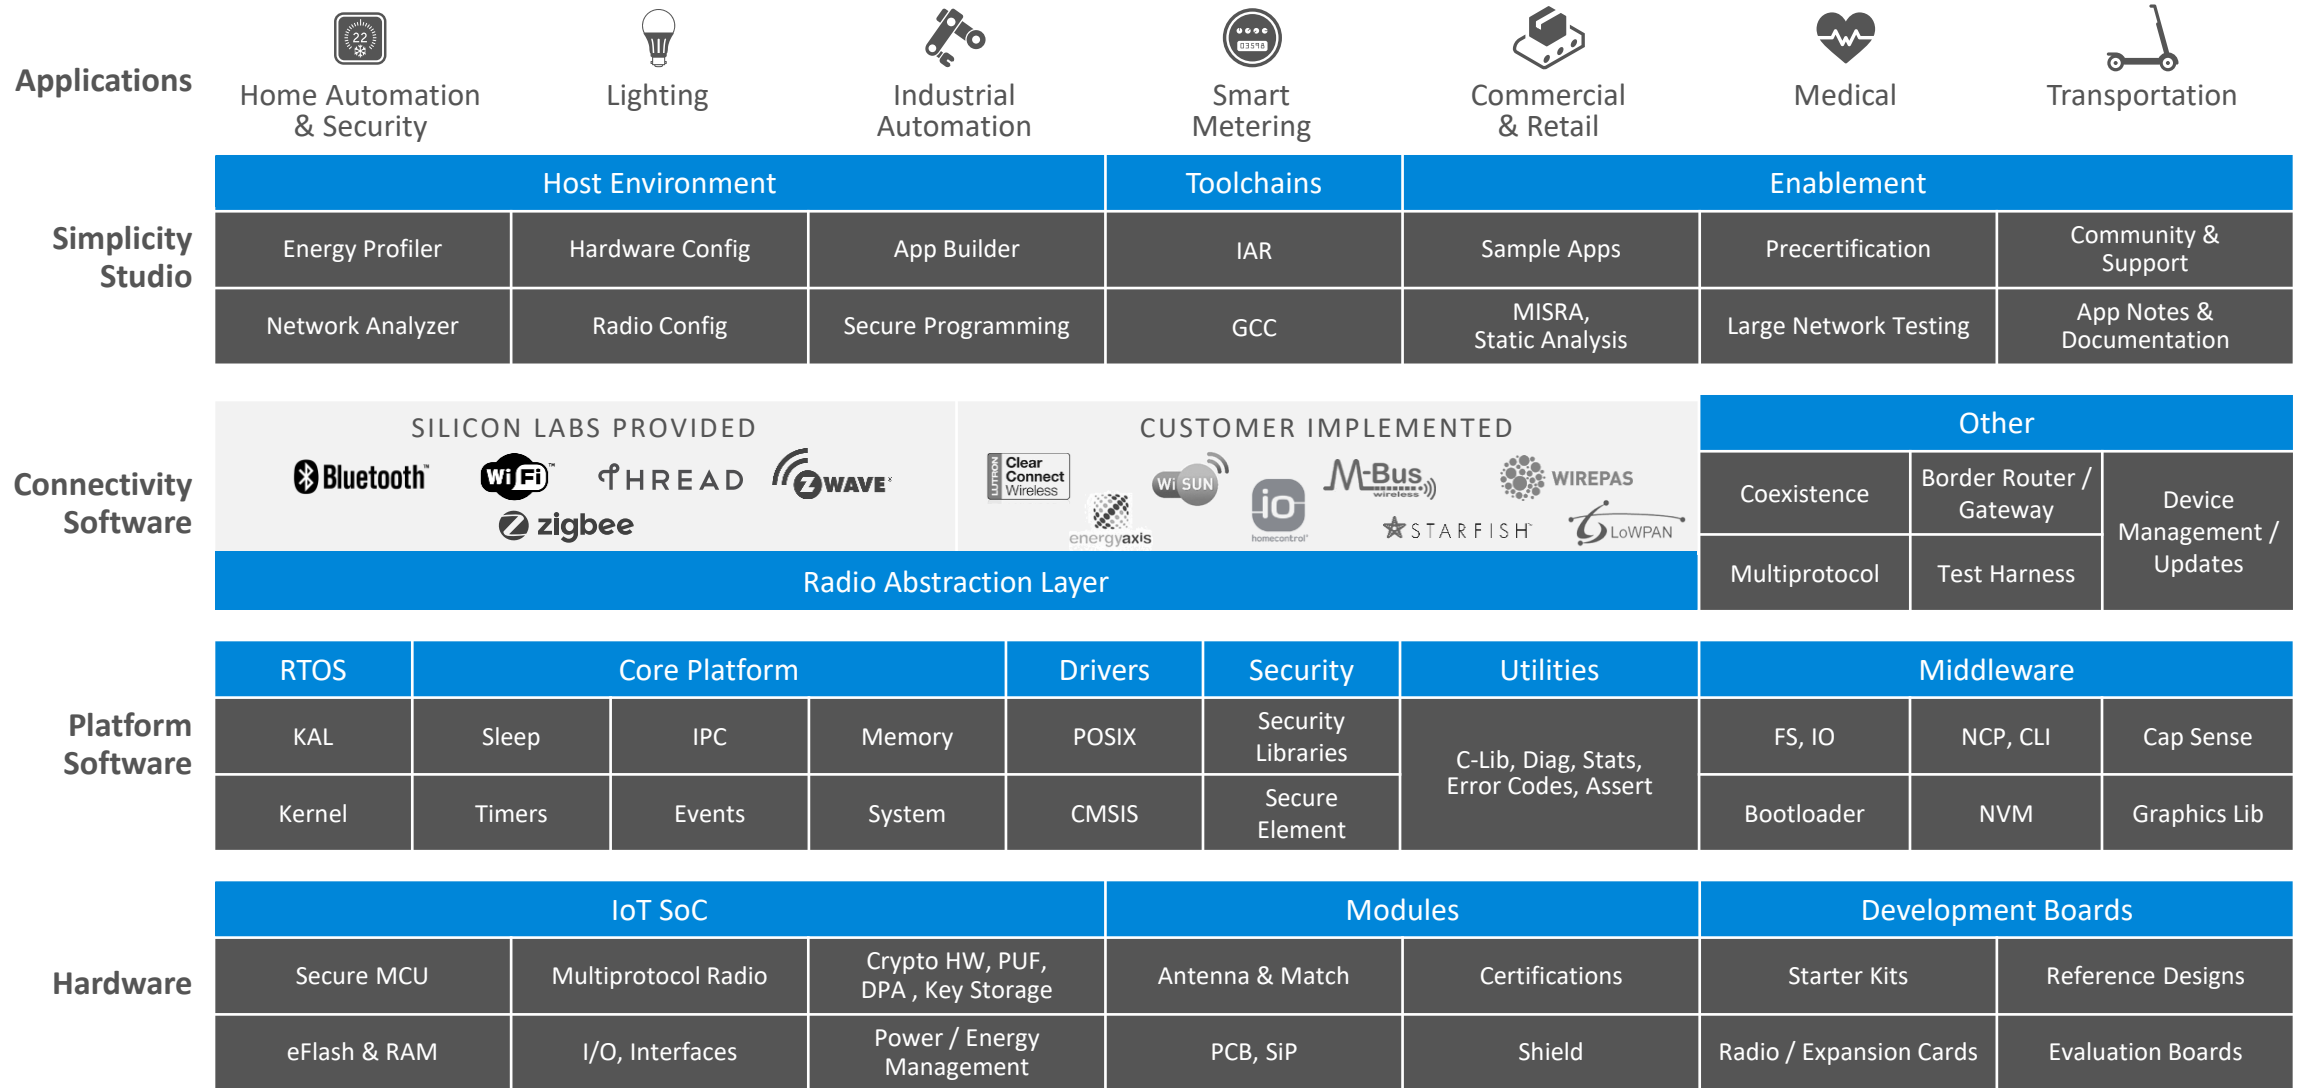 22
03598
Applications
Home Automation
& Security
Lighting
Industrial
Automation
Smart
Metering
Commercial
& Retail
Medical
Transportation
Simplicity
Studio
Host Environment
Toolchains
Enablement
Energy Profiler
Hardware Config
App Builder
IAR
Sample Apps
Precertification
Community &
Support
Network Analyzer
Radio Config
Secure Programming
GCC
MISRA,
Static Analysis
Large Network Testing
App Notes &
Documentation
Connectivity
Software
SILICON LABS PROVIDED
Bluetooth™
Wi Fi™
THREAD
Z WAVE
zigbee
CUSTOMER IMPLEMENTED
LUTRON
Clear
Connect
Wireless
energyaxis
Wi SUN
io
homecontrol®
M-Bus
wireless
STARFISH
WIREPAS
6LoWPAN
Radio Abstraction Layer
Other
Coexistence
Border Router /
Gateway
Device
Management /
Updates
Multiprotocol
Test Harness
Platform
Software
RTOS
Core Platform
Drivers
Security
Utilities
Middleware
KAL
Sleep
IPC
Memory
POSIX
Security
Libraries
C-Lib, Diag, Stats,
Error Codes, Assert
FS, IO
NCP, CLI
Cap Sense
Kernel
Timers
Events
System
CMSIS
Secure
Element
Bootloader
NVM
Graphics Lib
Hardware
IoT SoC
Modules
Development Boards
Secure MCU
Multiprotocol Radio
Crypto HW, PUF,
DPA , Key Storage
Antenna & Match
Certifications
Starter Kits
Reference Designs
eFlash & RAM
I/O, Interfaces
Power / Energy
Management
PCB, SiP
Shield
Radio / Expansion Cards
Evaluation Boards